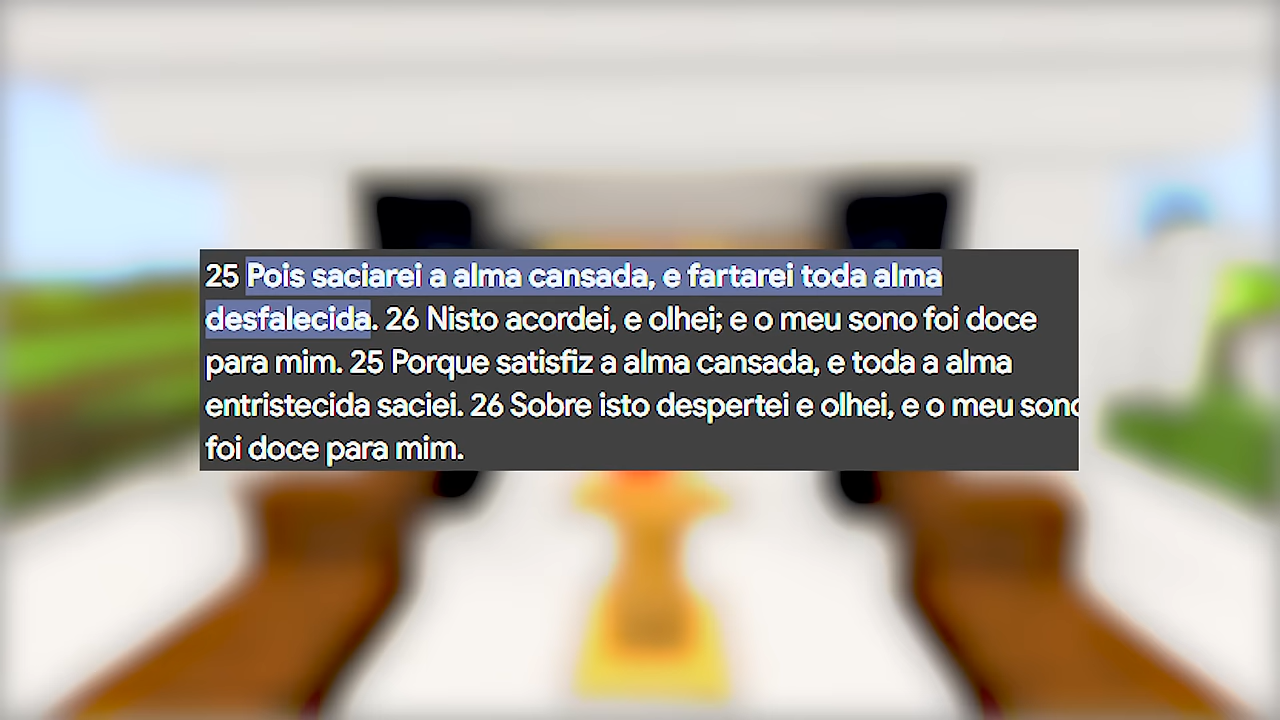 25 Pois saciarei a alma cansada, e fartarei toda alma
desfalecida. 26 Nisto acordei, e olhei; e o meu sono foi doce
para mim. 25 Porque satisfiz a alma cansada, e toda a alma
entristecida saciei. 26 Sobre isto despertei e olhei, e o meu sono
foi doce para mim.